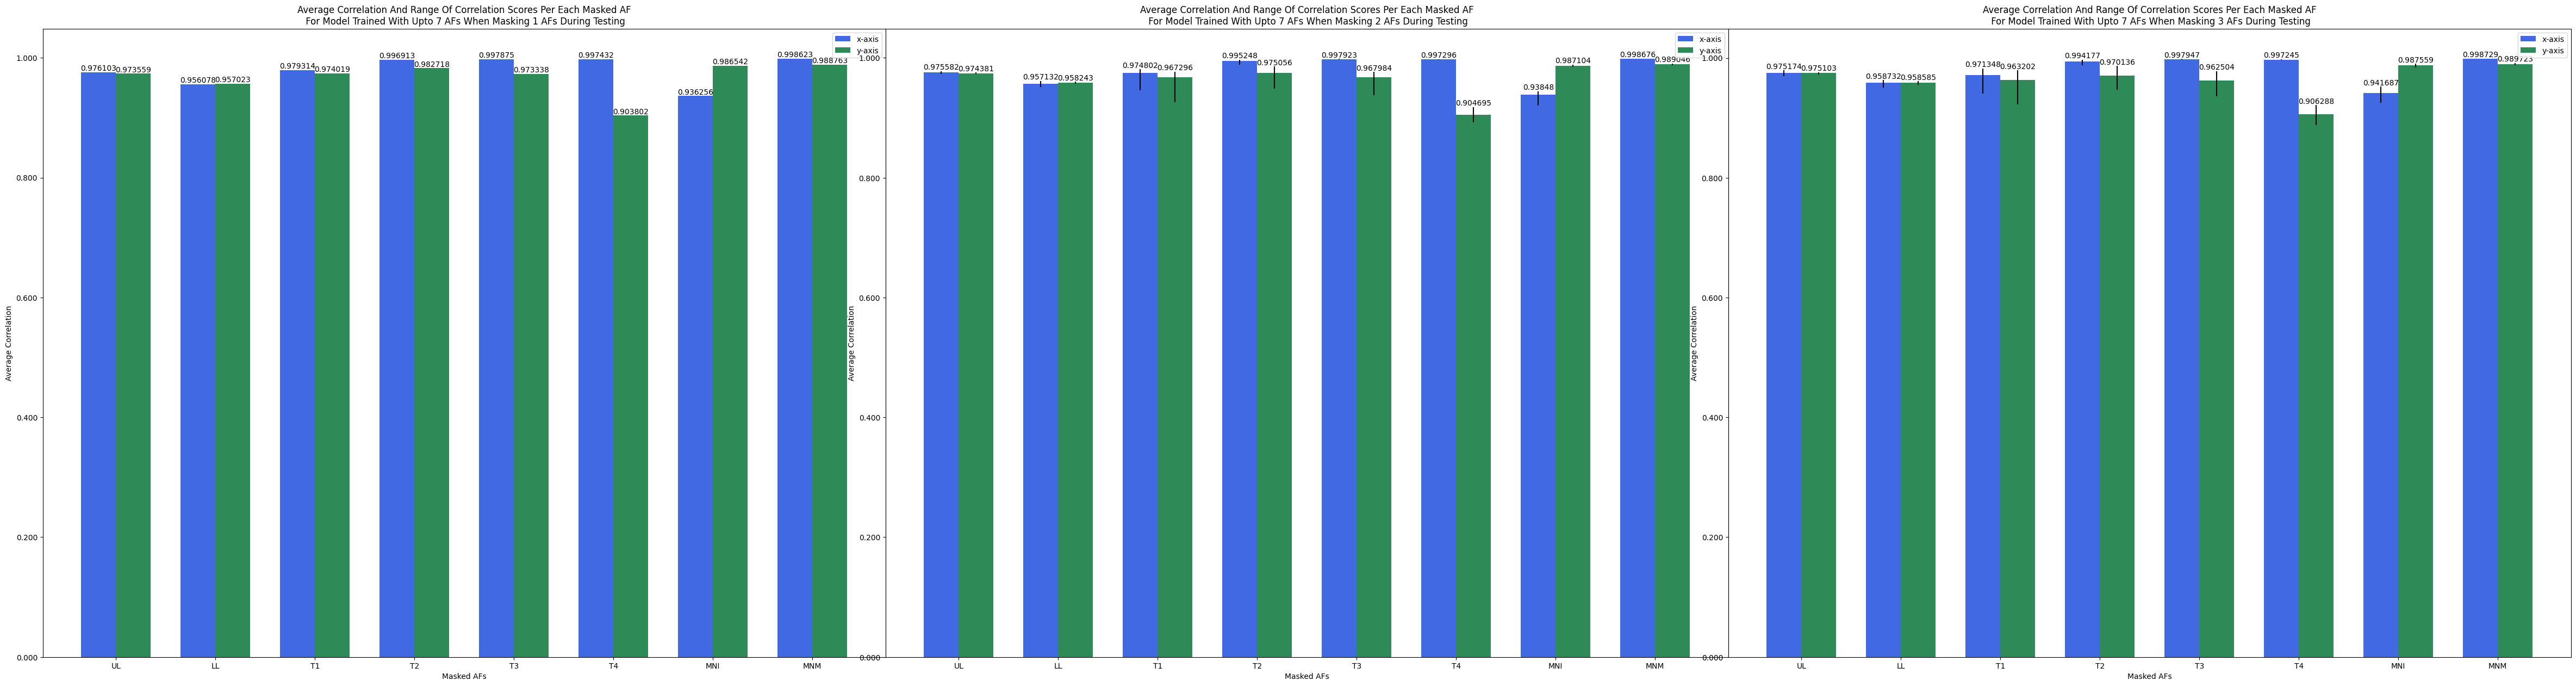 Average Correlation And Range Of Correlation Scores Per Each Masked AF
For Model Trained With Upto 7 AFs When Masking 1 AFs During Testing
x-axis
y-axis
1.000
0.800
0.600
0.400
0.200
0.000
Average Correlation
0.976103
0.973559
0.956078
0.957023
0.979314
0.974019
0.996913
0.982718
0.997875
0.973338
0.997432
0.903802
0.936256
0.986542
0.998623
0.988763
UL
LL
T1
T2
T3
T4
MNI
MNM
Masked AFs
Average Correlation And Range Of Correlation Scores Per Each Masked AF
For Model Trained With Upto 7 AFs When Masking 2 AFs During Testing
x-axis
y-axis
1.000
0.800
0.600
0.400
0.200
0.000
Average Correlation
0.975582
0.974381
0.957132
0.958243
0.974802
0.967296
0.995248
0.975056
0.997923
0.967984
0.997296
0.904695
0.93848
0.987104
0.998676
0.989046
UL
LL
T1
T2
T3
T4
MNI
MNM
Masked AFs
Average Correlation And Range Of Correlation Scores Per Each Masked AF
For Model Trained With Upto 7 AFs When Masking 3 AFs During Testing
x-axis
y-axis
1.000
0.800
0.600
0.400
0.200
0.000
Average Correlation
0.975174
0.975103
0.958732
0.958585
0.971348
0.963202
0.994177
0.970136
0.997947
0.962504
0.997245
0.906288
0.941687
0.987559
0.998729
0.989723
UL
LL
T1
T2
T3
T4
MNI
MNM
Masked AFs